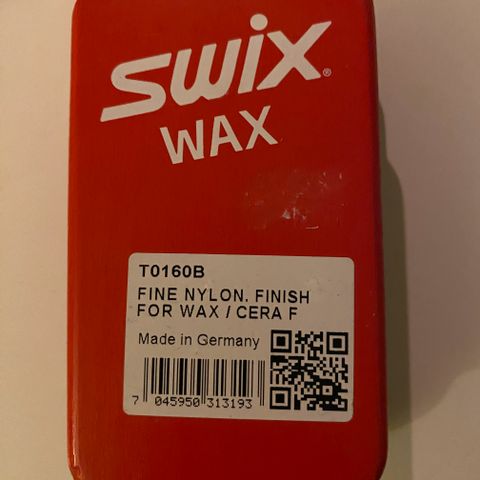 SWIX®
WAX
T0160B
FINE NYLON. FINISH
FOR WAX / CERA F
Made in Germany
7 045950 313193